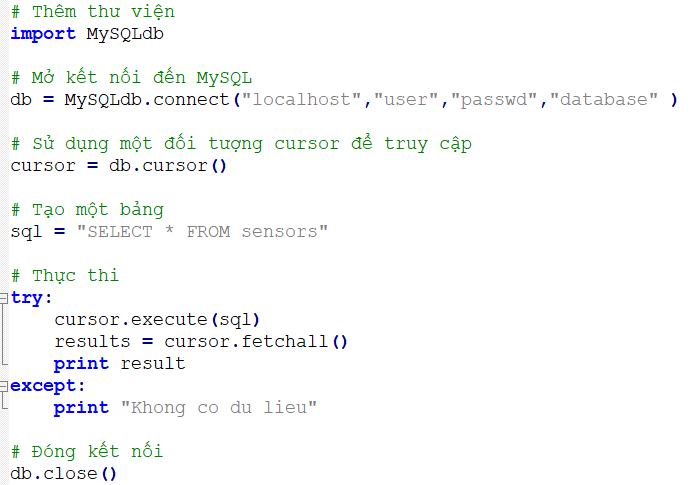 # Thêm thư viện
import MySQLdb
# Mở kết nối đến MySQL
db = MySQLdb.connect("localhost","user","passwd","database" )
# Sử dụng một đối tượng cursor để truy cập
cursor = db.cursor()
# Tạo một bảng
sql = "SELECT * FROM sensors"
# Thực thi
try:
    cursor.execute(sql)
    results = cursor.fetchall()
    print result
except:
    print "Khong co du lieu"
# Đóng kết nối
db.close()